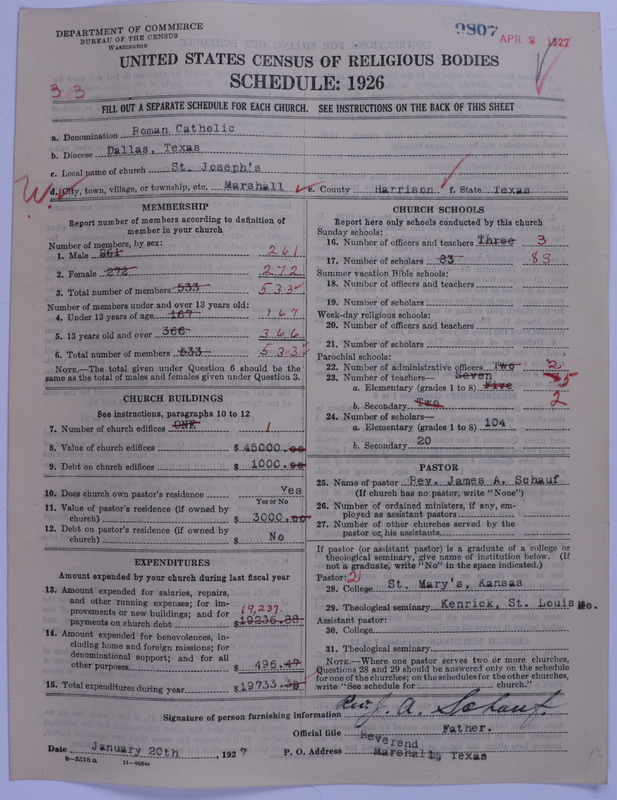 DEPARTMENT OF COMMERCE
BUREAU OF THE CENSUS
WASHINGTON
9807
APR 2 1927
UNITED STATES CENSUS OF RELIGIOUS BODIES
SCHEDULE: 1926
33
FILL OUT A SEPARATE SCHEDULE FOR EACH CHURCH. SEE INSTRUCTIONS ON THE BACK OF THIS SHEET
a. Denomination Roman Catholic
b. Diocese Dallas, Texas
c. Local name of church St. Joseph's
d. City, town, village, or township, etc. Marshall e. County Harrison f. State Texas
MEMBERSHIP
Report number of members according to definition of
member in your church
Number of members, by sex:
1. Male 261 261
2. Female 272 272
3. Total number of members 533 533
Number of members under and over 13 years old:
4. Under 13 years of age 167 167
5. 13 years old and over 366 366
6. Total number of members 533 533
NOTE.—The total given under Question 6 should be the
same as the total of males and females given under Question 3.
CHURCH BUILDINGS
See instructions, paragraphs 10 to 12
7. Number of church edifices ONE 1
8. Value of church edifices $ 45000.00
9. Debt on church edifices $ 1000.00
10. Does church own pastor's residence Yes
Yes or No
11. Value of pastor's residence (if owned by
church) $ 3000.00
12. Debt on pastor's residence (if owned by
church) $ No
EXPENDITURES
Amount expended by church during last fiscal year
13. Amount expended for salaries, repairs,
and other running expenses; for im-
provements or new buildings; and for 19,237.
payments on church debt $19236.88
14. Amount expended for benevolences, in-
cluding home and foreign missions; for
denominational support; and for all
other purposes $ 496.47
15. Total expenditures during year $19733.35
CHURCH SCHOOLS
Report here only schools conducted by this church
Sunday schools:
16. Number of officers and teachers Three 3
17. Number of scholars 83 83
Summer vacation Bible schools:
18. Number of officers and teachers
19. Number of scholars
Week-day religious schools:
20. Number of officers and teachers
21. Number of scholars
Parochial schools:
22. Number of administrative officers Two 2
23. Number of teachers— Seven
a. Elementary (grades 1 to 8) Five 5
b. Secondary Two 2
24. Number of scholars—
a. Elementary (grades 1 to 8) 104
b. Secondary 20
PASTOR
25. Name of pastor Rev. James A. Schauf
(If church has no pastor, write "None")
26. Number of ordained ministers, if any, em-
ployed as assistant pastors
27. Number of other churches served by the
pastor or his assistants
If pastor (or assistant pastor) is a graduate of a college or
theological seminary, give name of institution below. (If
not a graduate, write "No" in the space indicated.)
Pastor: 2
28. College St. Mary's, Kansas
29. Theological seminary Kenrick, St. Louis Mo.
Assistant pastor:
30. College
31. Theological seminary
NOTE.—Where one pastor serves two or more churches,
Questions 28 and 29 should be answered only on the schedule
for one of the churches; on the schedules for the other churches,
write "See schedule for church."
Signature of person furnishing information Rev. J. A. Schauf.
Official title Reverend Father.
Date January 20th, 1927 P. O. Address Marshall, Texas
8—5518a